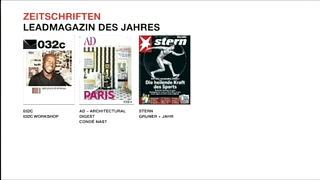 ZEITSCHRIFTEN
LEADMAGAZIN DES JAHRES
032c
AD
PARIS
stern
Die heilende Kraft
des Sports
032C
032C WORKSHOP
AD – ARCHITECTURAL
DIGEST
CONDÉ NAST
STERN
GRUNER + JAHR